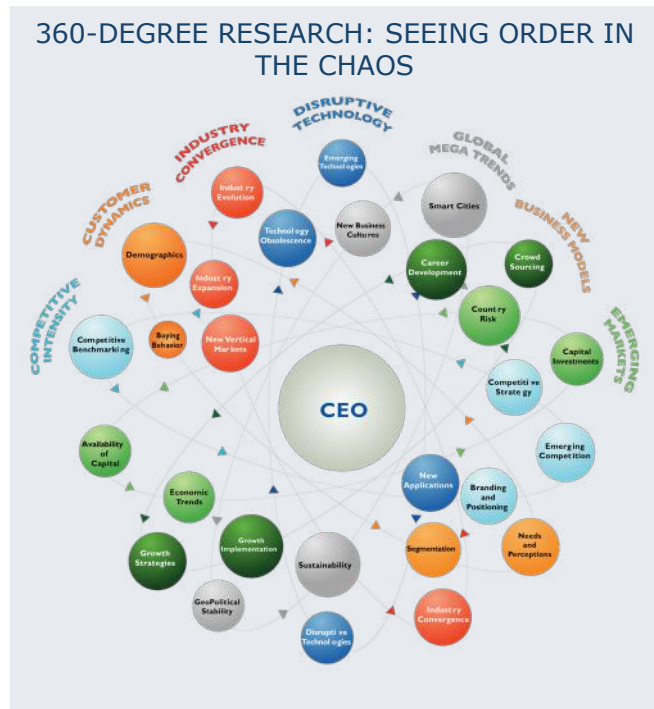 360-DEGREE RESEARCH: SEEING ORDER IN
THE CHAOS
DISRUPTIVE
TECHNOLOGY
INDUSTRY
CONVERGENCE
GLOBAL
MEGA TRENDS
CUSTOMER
DYNAMICS
NEW
BUSINESS MODELS
COMPETITIVE
INTENSITY
EMERGING
MARKETS
Emerging
Technologies
Industry
Evolution
Smart Cities
Technology
Obsolescence
New Business
Cultures
Demographics
Career
Development
Crowd
Sourcing
Industry
Expansion
Country
Risk
Competitive
Benchmarking
Buying
Behavior
New Vertical
Markets
Capital
Investments
Competitive
Strategy
CEO
Availability
of
Capital
Emerging
Competition
New
Applications
Economic
Trends
Branding
and
Positioning
Growth
Strategies
Growth
Implementation
Sustainability
Segmentation
Needs
and
Perceptions
GeoPolitical
Stability
Industry
Convergence
Disruptive
Technologies